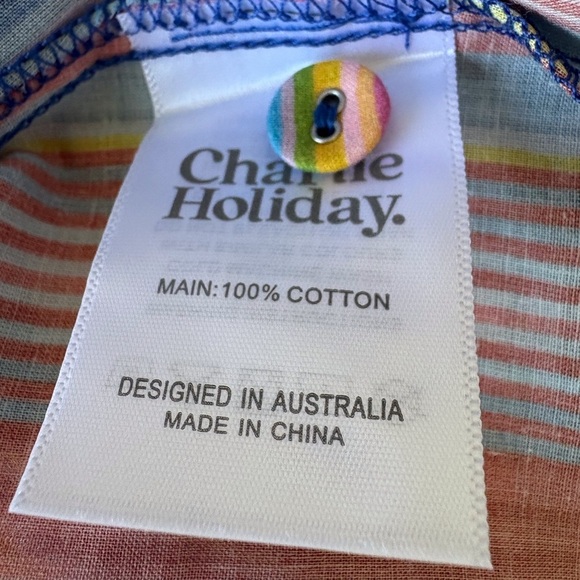 Charlie
Holiday.
MAIN:100% COTTON
DESIGNED IN AUSTRALIA
MADE IN CHINA